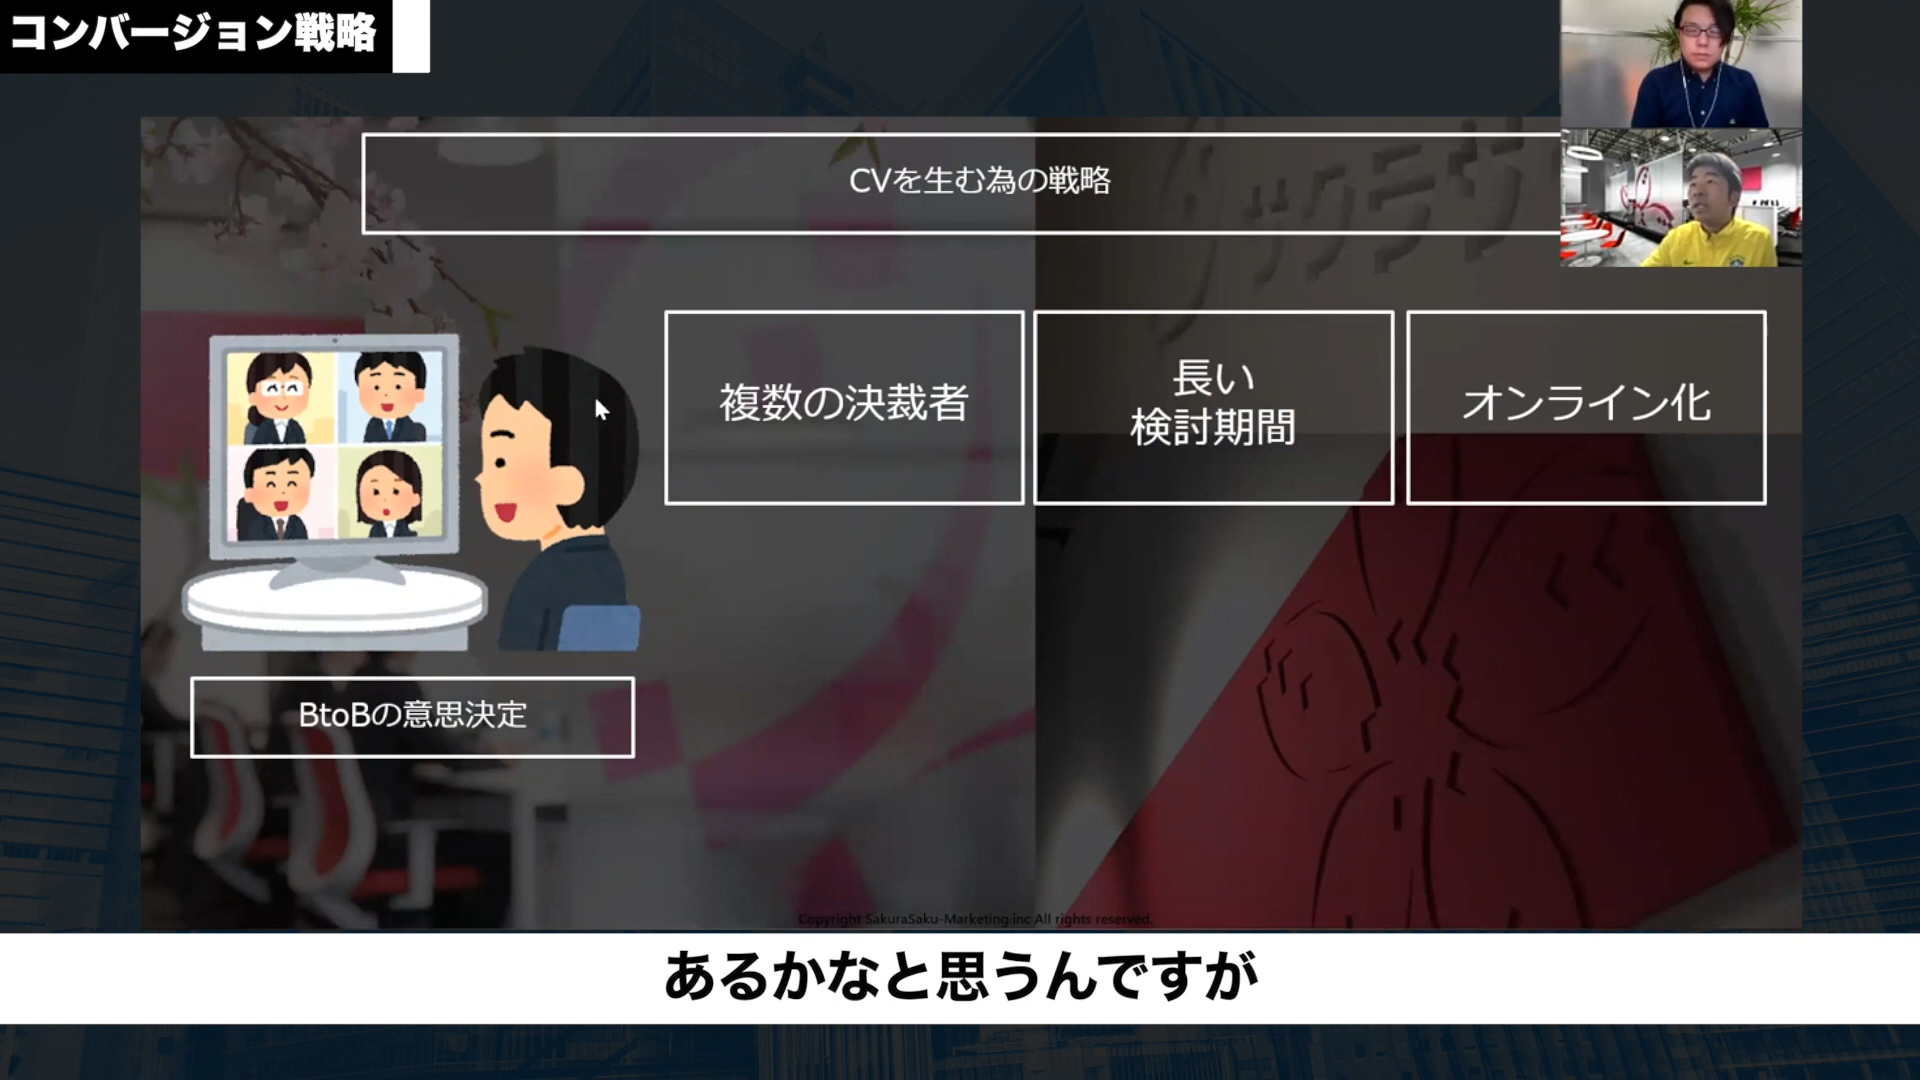 コンバージョン戦略
CVを生む為の戦略
複数の決裁者
長い
検討期間
オンライン化
BtoBの意思決定
Copyright SakuraSaku-Marketing.inc All rights reserved.
あるかなと思うんですが